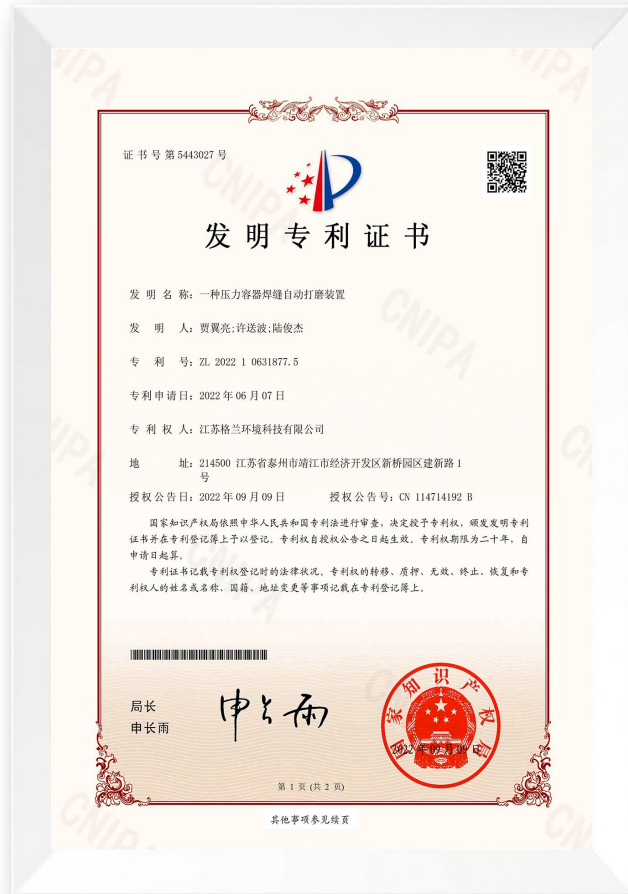 证书号第5443027号
发明专利证书
发明名称：一种压力容器焊缝自动打磨装置
发明人：贾翼亮;许送波;陆俊杰
专利号：ZL 2022 1 0631877.5
专利申请日：2022年06月07日
专利权人：江苏格兰环境科技有限公司
地址：214500 江苏省泰州市靖江市经济开发区新桥园区建新路1
号
授权公告日：2022年09月09日 授权公告号：CN 114714192 B
国家知识产权局依照中华人民共和国专利法进行审查，决定授予专利权，颁发发明专利
证书并在专利登记簿上予以登记。专利权自授权公告之日起生效。专利权期限为二十年，自
申请日起算。
专利证书记载专利权登记时的法律状况。专利权的转移、质押、无效、终止、恢复和专
利权人的姓名或名称、国籍、地址变更等事项记载在专利登记簿上。
局长
申长雨
申长雨
国家知识产权局
2022年09月09日
第 1 页 (共 2 页)
其他事项参见续页
CNIPA
CNIPA
CNIPA
CNIPA